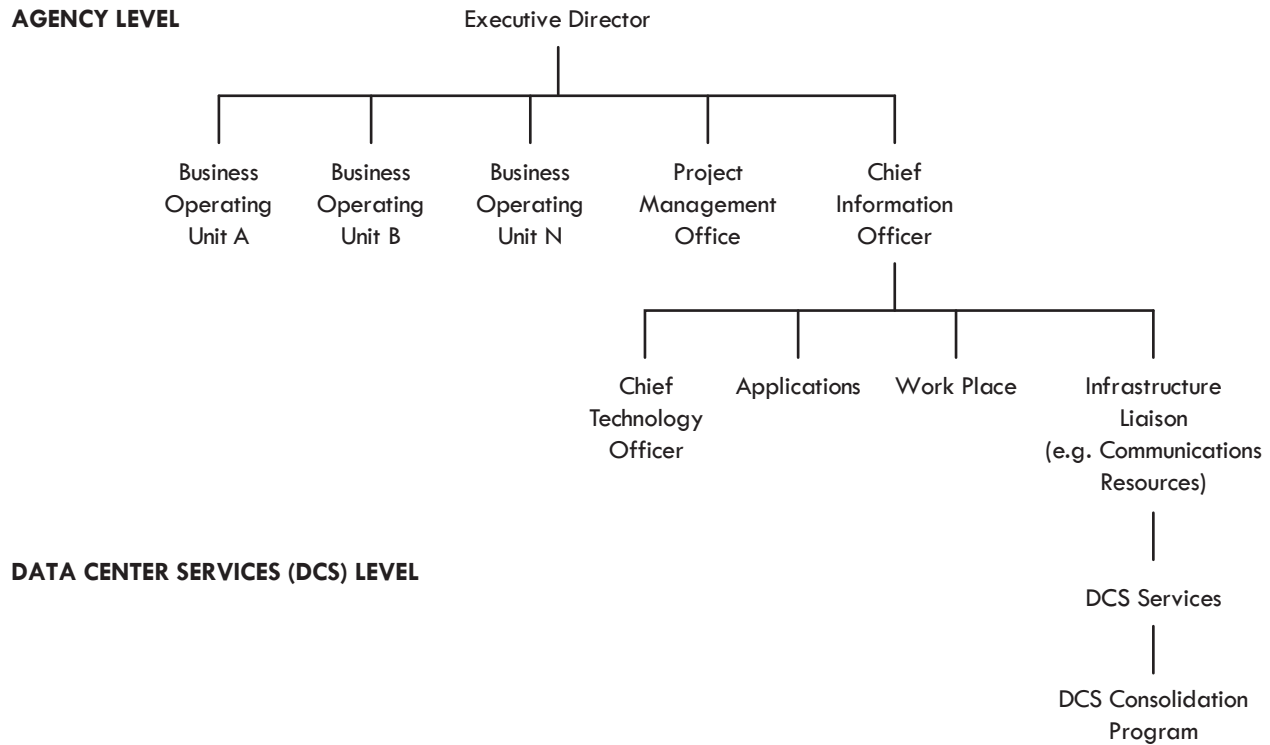 AGENCY LEVEL
Executive Director
Business
Operating
Unit A
Business
Operating
Unit B
Business
Operating
Unit N
Project
Management
Office
Chief
Information
Officer
Chief
Technology
Officer
Applications
Work Place
Infrastructure
Liaison
(e.g. Communications
Resources)
DATA CENTER SERVICES (DCS) LEVEL
DCS Services
DCS Consolidation
Program